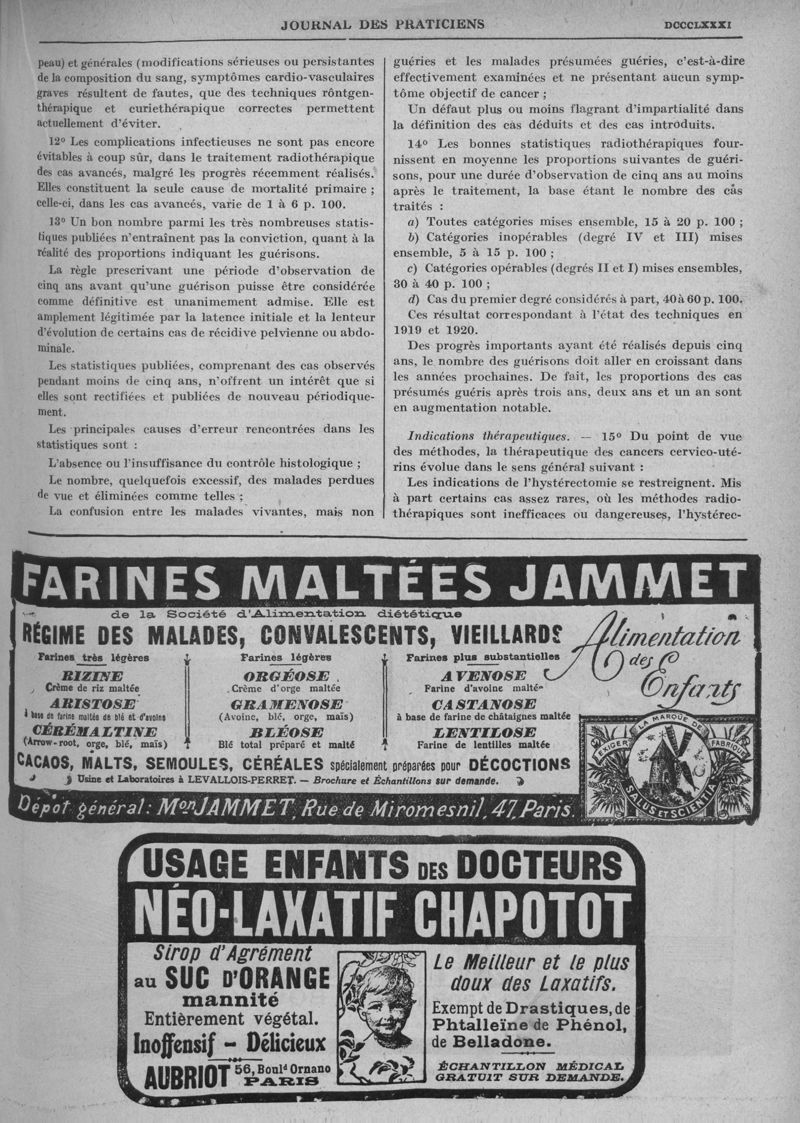 JOURNAL DES PRATICIENS
DCCCLXXXI
peau) et générales (modifications sérieuses ou persistantes
de la composition du sang, symptômes cardio-vasculaires
graves résultent de fautes, que des techniques röntgen-
thérapique et curiethérapique correctes permettent
actuellement d'éviter.
12º Les complications infectieuses ne sont pas encore
évitables à coup sûr, dans le traitement radiothérapique
des cas avancés, malgré les progrès récemment réalisés.
Elles constituent la seule cause de mortalité primaire ;
celle-ci, dans les cas avancés, varie de 1 à 6 p. 100.
13º Un bon nombre parmi les très nombreuses statis-
tiques publiées n'entraînent pas la conviction, quant à la
réalité des proportions indiquant les guérisons.
La règle prescrivant une période d'observation de
cinq ans avant qu'une guérison puisse être considérée
comme définitive est unanimement admise. Elle est
amplement légitimée par la latence initiale et la lenteur
d'évolution de certains cas de récidive pelvienne ou abdo-
minale.
Les statistiques publiées, comprenant des cas observés
pendant moins de cinq ans, n'offrent un intérêt que si
elles sont rectifiées et publiées de nouveau périodique-
ment.
Les principales causes d'erreur rencontrées dans les
statistiques sont :
L'absence ou l'insuffisance du contrôle histologique ;
Le nombre, quelquefois excessif, des malades perdues
de vue et éliminées comme telles ;
La confusion entre les malades vivantes, mais non
guéries et les malades présumées guéries, c'est-à-dire
effectivement examinées et ne présentant aucun symp-
tôme objectif de cancer ;
Un défaut plus ou moins flagrant d'impartialité dans
la définition des cas déduits et des cas introduits.
14º Les bonnes statistiques radiothérapiques four-
nissent en moyenne les proportions suivantes de guéri-
sons, pour une durée d'observation de cinq ans au moins
après le traitement, la base étant le nombre des cas
traités :
a) Toutes catégories mises ensemble, 15 à 20 p. 100 ;
b) Catégories inopérables (degré IV et III) mises
ensemble, 5 à 15 p. 100 ;
c) Catégories opérables (degrés II et I) mises ensembles,
30 à 40 p. 100 ;
d) Cas du premier degré considérés à part, 40 à 60 p. 100.
Ces résultat correspondant à l'état des techniques en
1919 et 1920.
Des progrès importants ayant été réalisés depuis cinq
ans, le nombre des guérisons doit aller en croissant dans
les années prochaines. De fait, les proportions des cas
présumés guéris après trois ans, deux ans et un an sont
en augmentation notable.
Indications thérapeutiques. — 15º Du point de vue
des méthodes, la thérapeutique des cancers cervico-uté-
rins évolue dans le sens général suivant :
Les indications de l'hystérectomie se restreignent. Mis
à part certains cas assez rares, où les méthodes radio-
thérapiques sont inefficaces ou dangereuses, l'hystérec-
FARINES MALTÉES JAMMET
de la Société d'Alimentation diététique
RÉGIME DES MALADES, CONVALESCENTS, VIEILLARDS
Alimentation
des
Enfants
Farines très légères
RIZINE
Crème de riz maltée
ARISTOSE
à base de farine maltée de blé et d'avoine
CÉRÉMALTINE
(Arrow-root, orge, blé, maïs)
Farines légères
ORGÉOSE
Crème d'orge maltée
GRAMENOSE
(Avoine, blé, orge, maïs)
BLÉOSE
Blé total préparé et malté
Farines plus substantielles
AVENOSE
Farine d'avoine maltée
CASTANOSE
à base de farine de châtaignes maltée
LENTILOSE
Farine de lentilles maltée
CACAOS, MALTS, SEMOULES, CÉRÉALES spécialement préparées pour DÉCOCTIONS
Usine et Laboratoires à LEVALLOIS-PERRET. — Brochure et Échantillons sur demande.
Dépôt général: Mon JAMMET, Rue de Miromesnil, 47, Paris.
EXIGER LA MARQUE DE FABRIQUE
SALUS ET SCIENTIA
USAGE ENFANTS DES DOCTEURS
NÉO-LAXATIF CHAPOTOT
Sirop d'Agrément
au SUC D'ORANGE
mannité
Entièrement végétal.
Inoffensif - Délicieux
AUBRIOT 56, Bould Ornano
PARIS
Le Meilleur et le plus
doux des Laxatifs.
Exempt de Drastiques, de
Phtalleïne de Phénol,
de Belladone.
ÉCHANTILLON MÉDICAL
GRATUIT SUR DEMANDE.